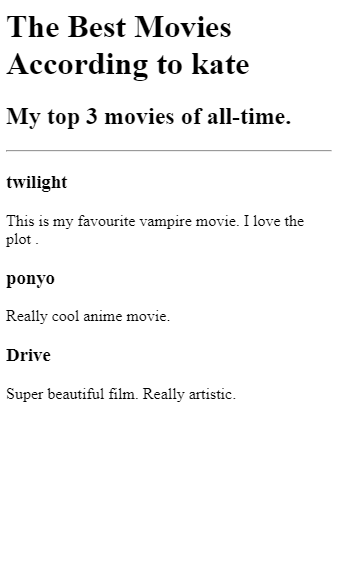 The Best Movies
According to kate
My top 3 movies of all-time.
twilight
This is my favourite vampire movie. I love the
plot .
ponyo
Really cool anime movie.
Drive
Super beautiful film. Really artistic.